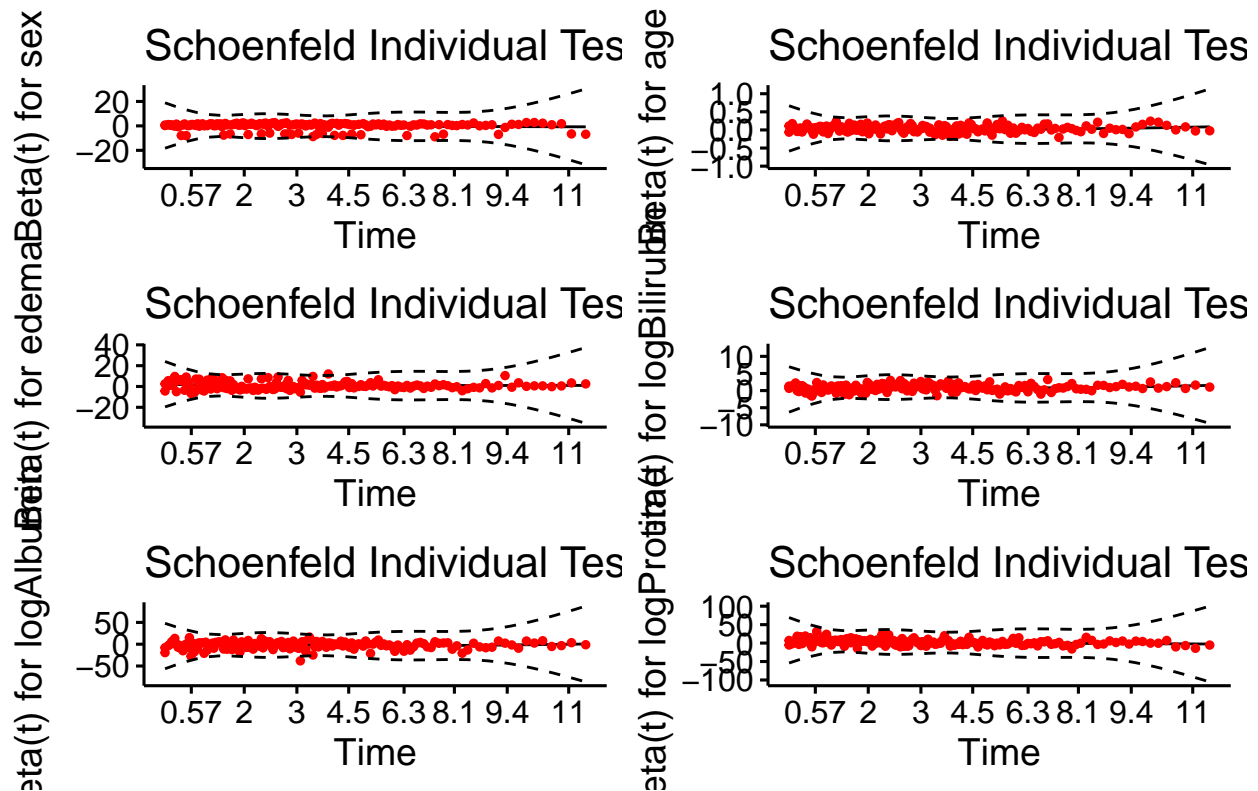 Schoenfeld Individual Tes
Beta(t) for sex
20
0
−20
0.57 2 3 4.5 6.3 8.1 9.4 11
Time
Schoenfeld Individual Tes
Beta(t) for age
1.0
0.5
0.0
−0.5
−1.0
0.57 2 3 4.5 6.3 8.1 9.4 11
Time
Schoenfeld Individual Tes
Beta(t) for edema
40
20
0
−20
0.57 2 3 4.5 6.3 8.1 9.4 11
Time
Schoenfeld Individual Tes
(t) for logBilirubin
10
5
0
−5
−10
0.57 2 3 4.5 6.3 8.1 9.4 11
Time
Schoenfeld Individual Tes
eta(t) for logAlbumin
50
0
−50
0.57 2 3 4.5 6.3 8.1 9.4 11
Time
Schoenfeld Individual Tes
eta(t) for logProtime
100
50
0
−50
−100
0.57 2 3 4.5 6.3 8.1 9.4 11
Time